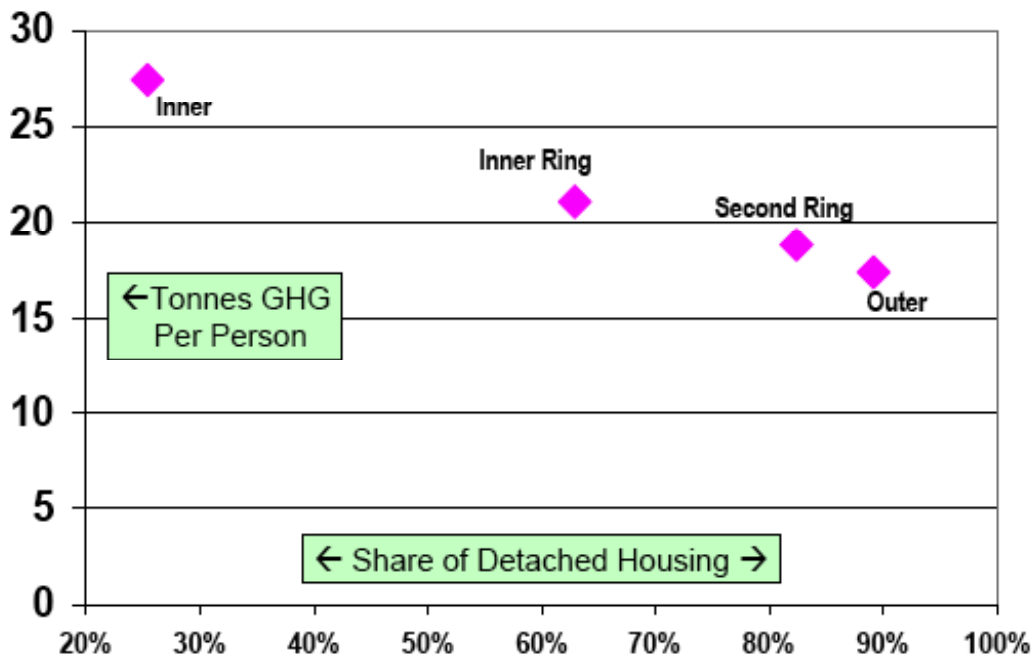 30
Inner
25
Inner Ring
Second Ring
20
←Tonnes GHG
Per Person
Outer
15
10
5
← Share of Detached Housing →
0
20% 30% 40% 50% 60% 70% 80% 90% 100%